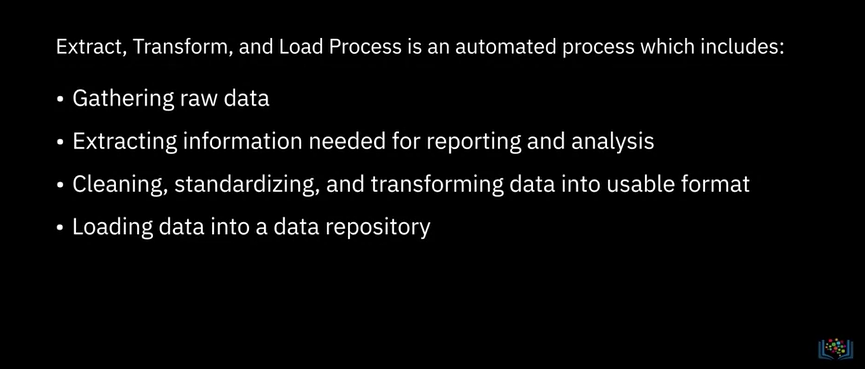 Extract, Transform, and Load Process is an automated process which includes:
• Gathering raw data
• Extracting information needed for reporting and analysis
• Cleaning, standardizing, and transforming data into usable format
• Loading data into a data repository